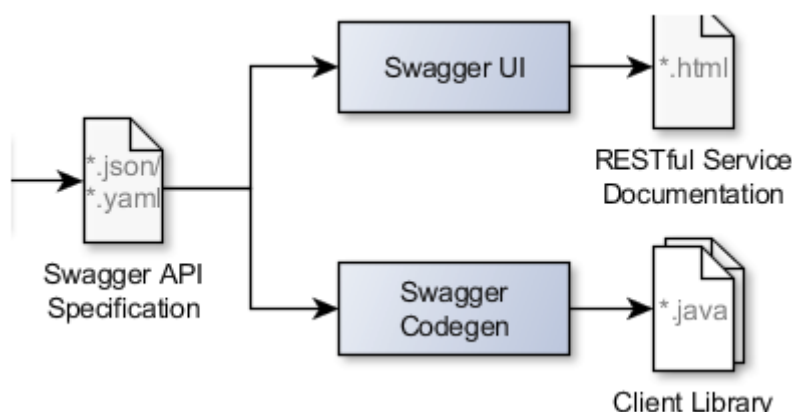 Swagger UI
*.html
RESTful Service
Documentation
*.json/
*.yaml
Swagger API
Specification
Swagger
Codegen
*.java
Client Library